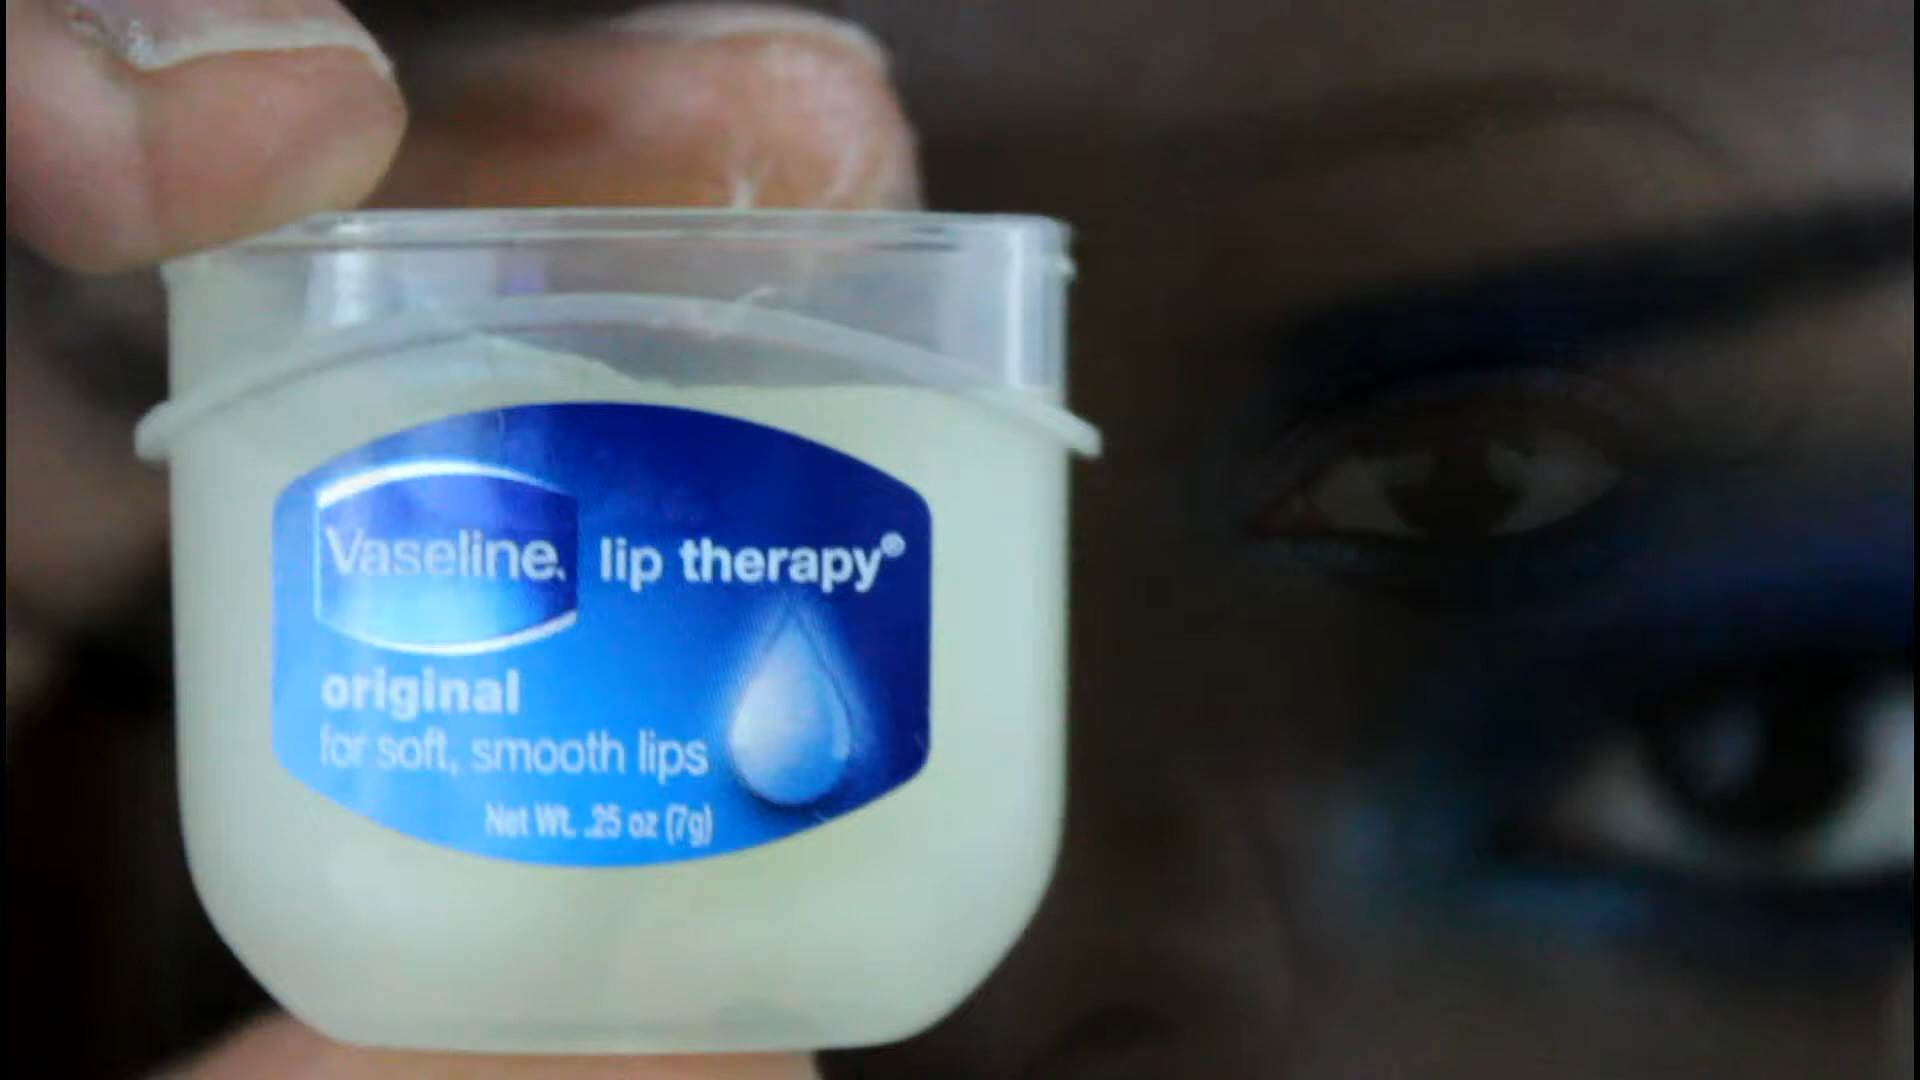 Vaseline. lip therapy®
original
for soft, smooth lips
Net Wt. .25 oz (7g)